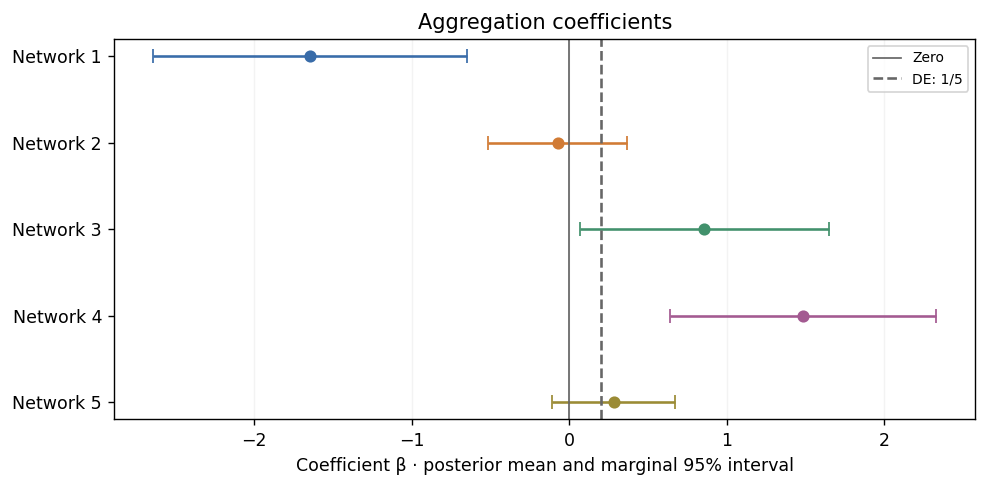 Aggregation coefficients
Zero
DE: 1/5
Network 1
Network 2
Network 3
Network 4
Network 5
−2
−1
0
1
2
Coefficient β · posterior mean and marginal 95% interval